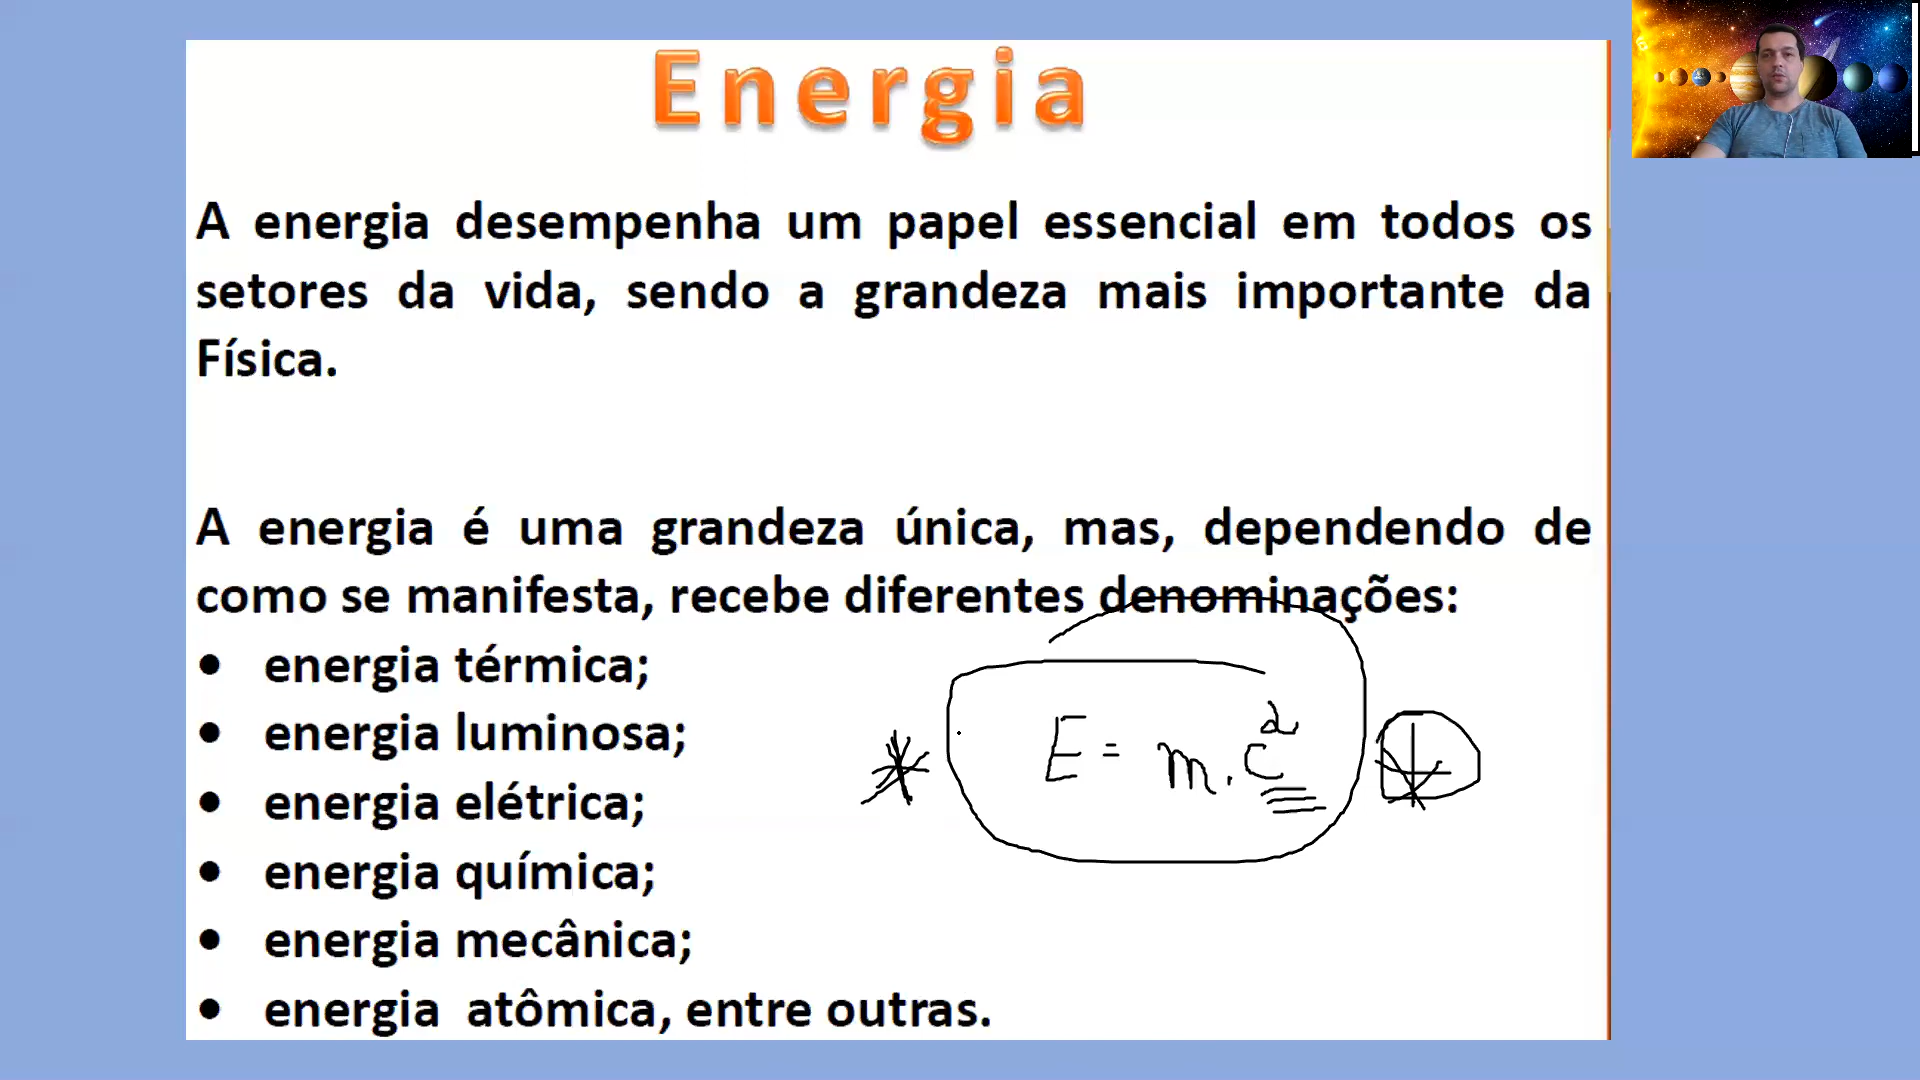 Energia
A energia desempenha um papel essencial em todos os
setores da vida, sendo a grandeza mais importante da
Física.
A energia é uma grandeza única, mas, dependendo de
como se manifesta, recebe diferentes denominações:
• energia térmica;
• energia luminosa;
• energia elétrica;
• energia química;
• energia mecânica;
• energia atômica, entre outras.
E = m.c²